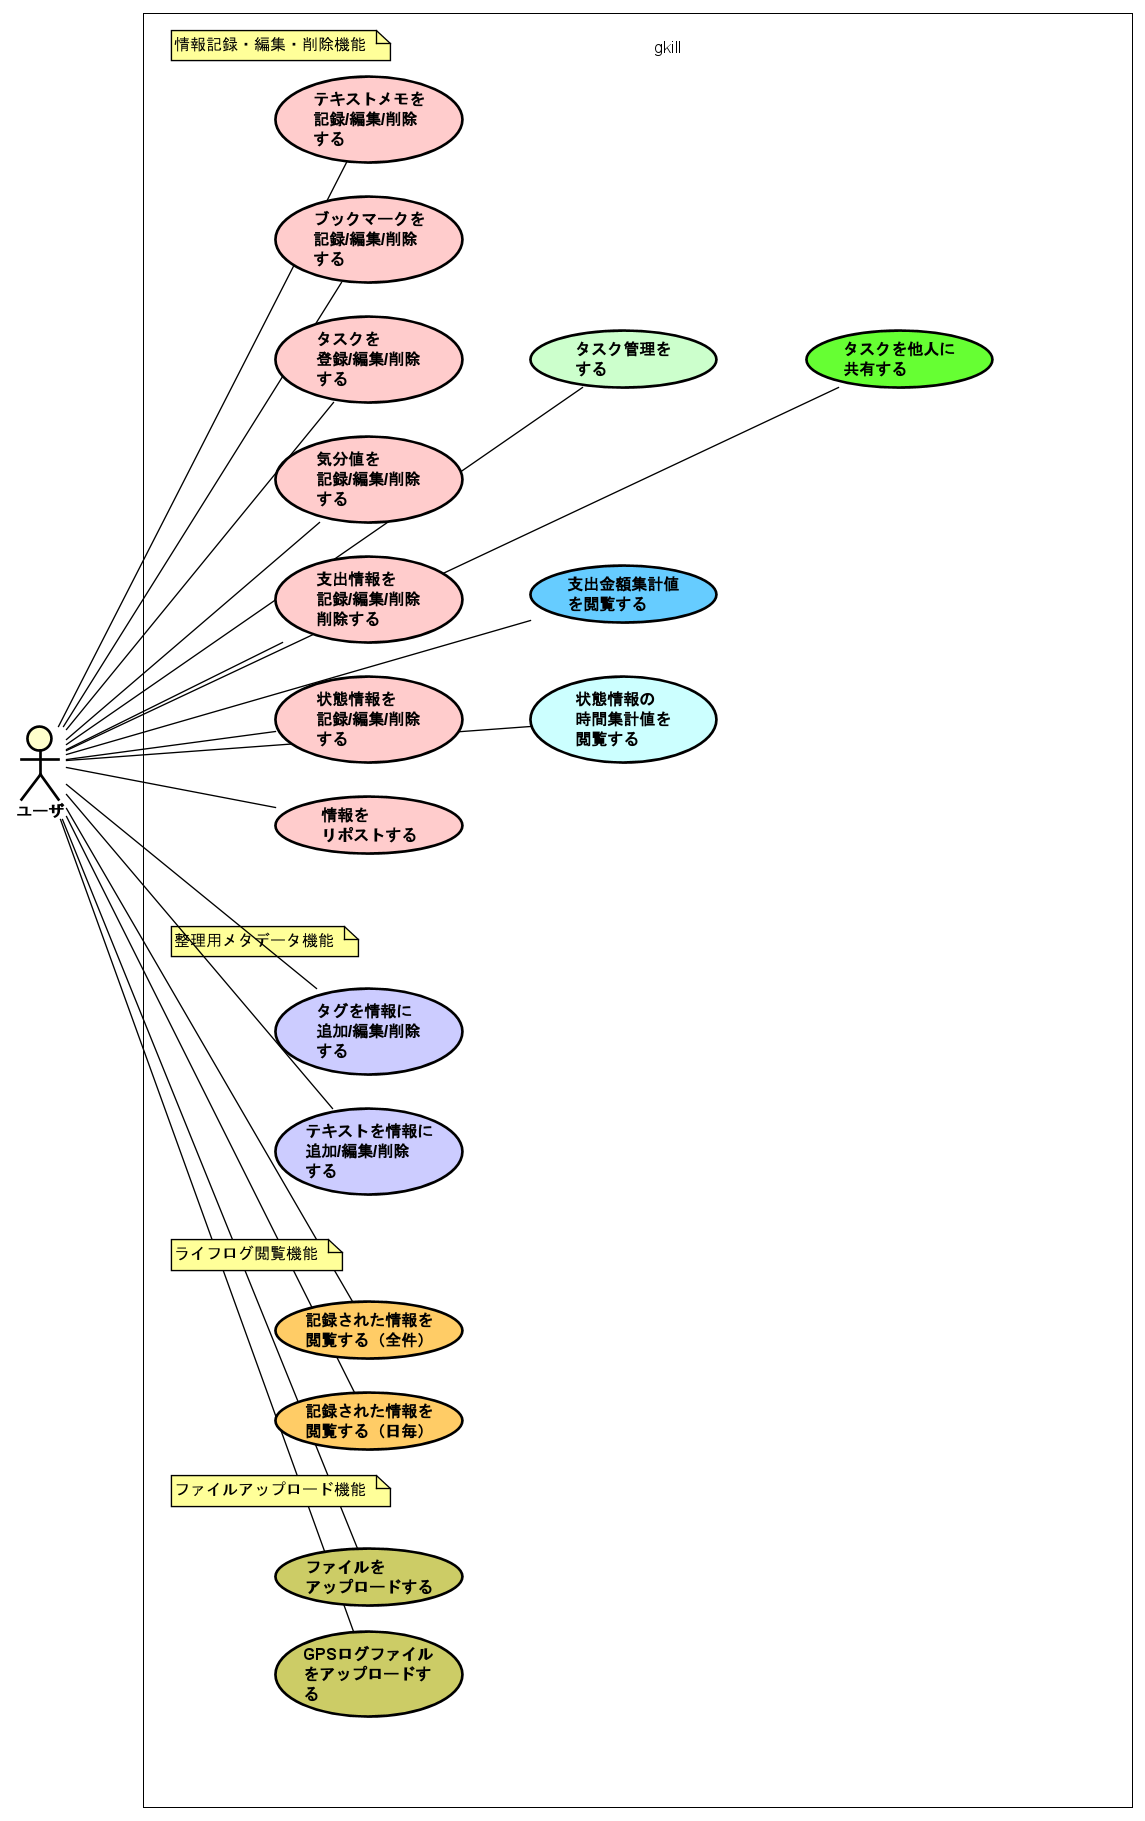 情報記録・編集・削除機能
gkill
テキストメモを
記録/編集/削除
する
ブックマークを
記録/編集/削除
する
タスクを
登録/編集/削除
する
タスク管理を
する
タスクを他人に
共有する
気分値を
記録/編集/削除
する
支出情報を
記録/編集/削除
削除する
支出金額集計値
を閲覧する
状態情報を
記録/編集/削除
する
状態情報の
時間集計値を
閲覧する
ユーザ
情報を
リポストする
整理用メタデータ機能
タグを情報に
追加/編集/削除
する
テキストを情報に
追加/編集/削除
する
ライフログ閲覧機能
記録された情報を
閲覧する（全件）
記録された情報を
閲覧する（日毎）
ファイルアップロード機能
ファイルを
アップロードする
GPSログファイル
をアップロードす
る